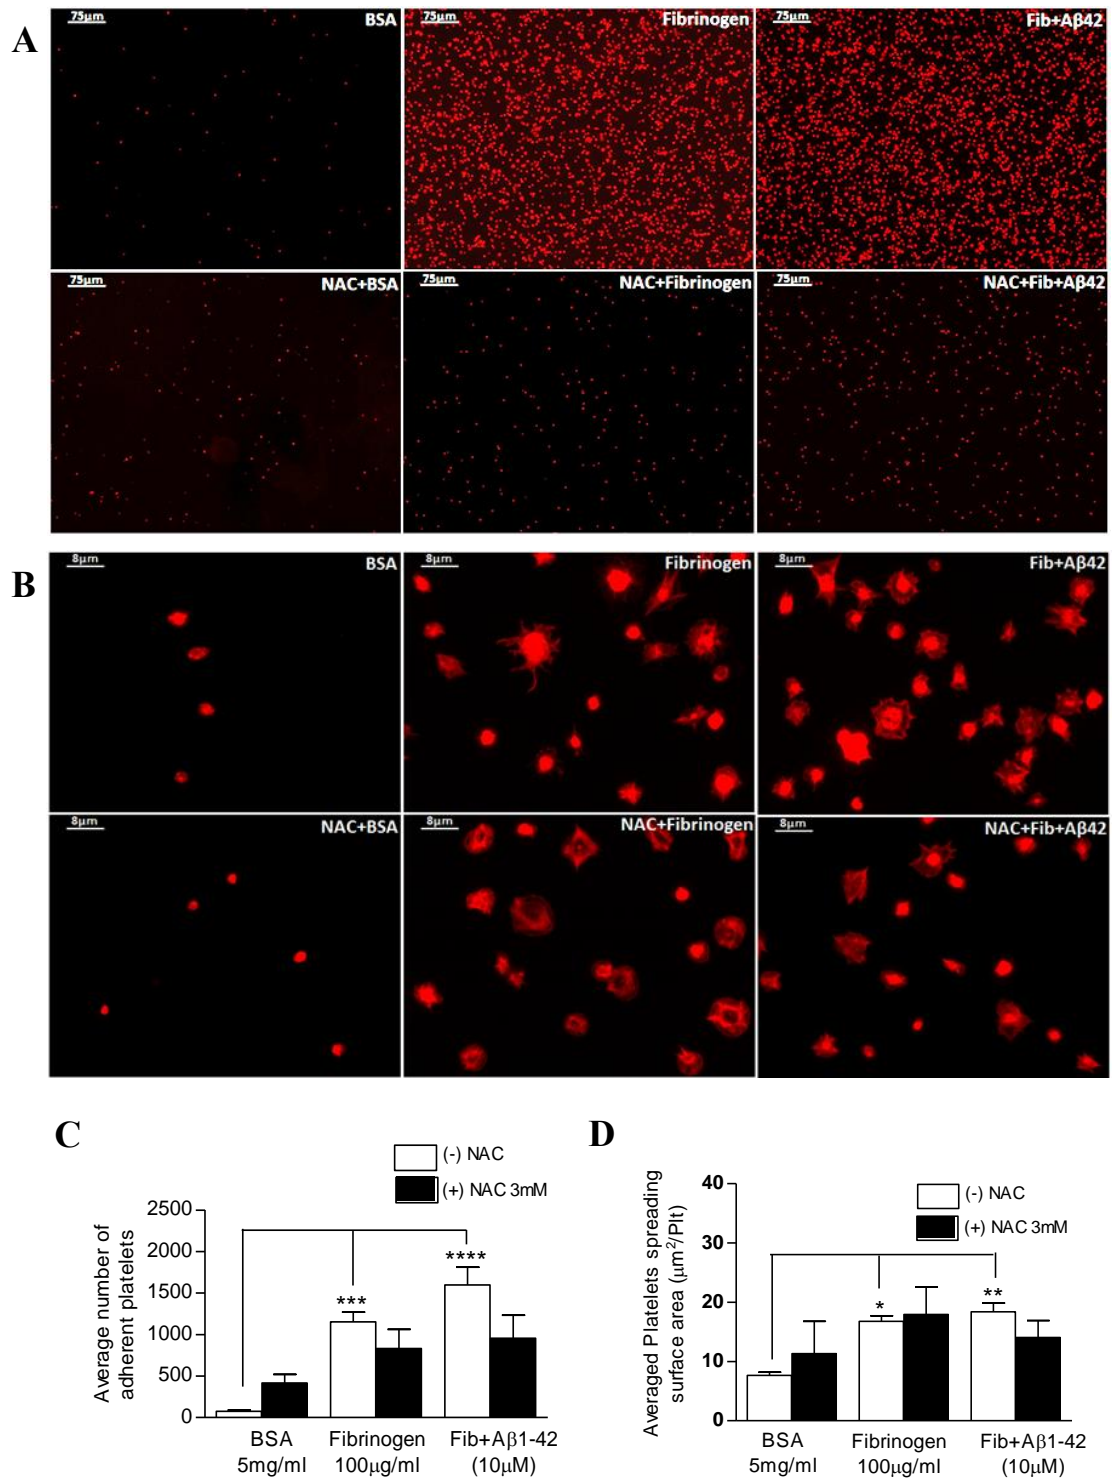 A
75µm
BSA
75µm
Fibrinogen
75µm
Fib+Aβ42
75µm
NAC+BSA
75µm
NAC+Fibrinogen
75µm
NAC+Fib+Aβ42
B
8µm
BSA
8µm
Fibrinogen
8µm
Fib+Aβ42
8µm
NAC+BSA
8µm
NAC+Fibrinogen
8µm
NAC+Fib+Aβ42
C
(-) NAC
(+) NAC 3mM
Average number of
adherent platelets
2500
2000
1500
1000
500
0
***
****
BSA
5mg/ml
Fibrinogen
100µg/ml
Fib+Aβ1-42
(10µM)
D
(-) NAC
(+) NAC 3mM
Averaged Platelets spreading
surface area (µm²/Plt)
40
30
20
10
0
*
**
BSA
5mg/ml
Fibrinogen
100µg/ml
Fib+Aβ1-42
(10µM)